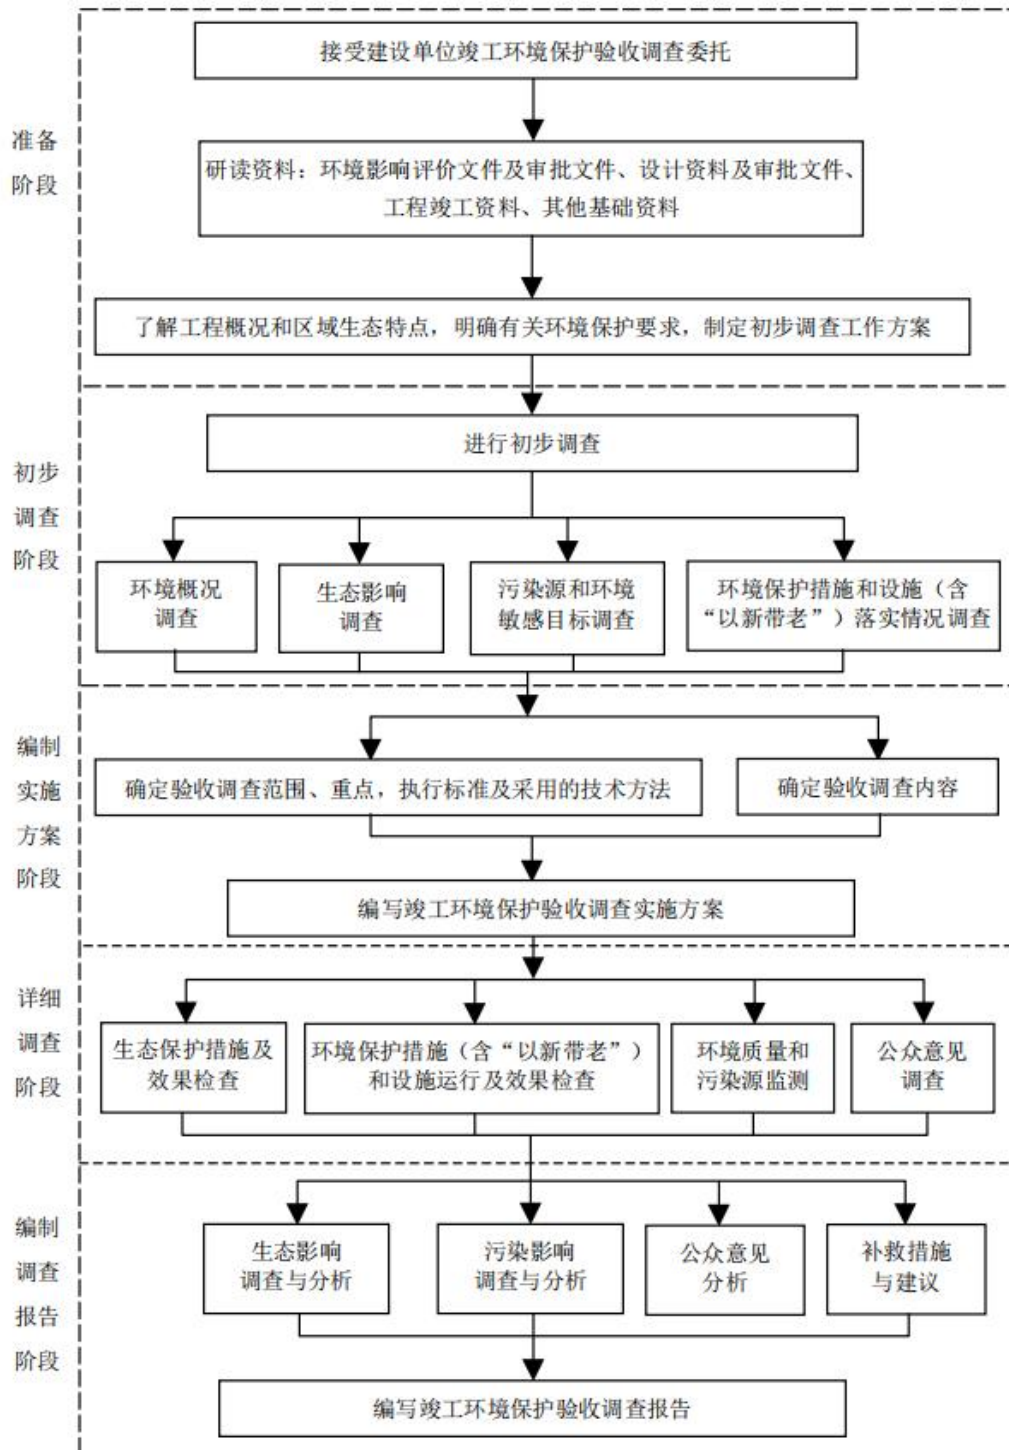 接受建设单位竣工环境保护验收调查委托
准备
阶段
研读资料：环境影响评价文件及审批文件、设计资料及审批文件、
工程竣工资料、其他基础资料
了解工程概况和区域生态特点，明确有关环境保护要求，制定初步调查工作方案
初步
调查
阶段
进行初步调查
环境概况
调查
生态影响
调查
污染源和环境
敏感目标调查
环境保护措施和设施（含
“以新带老”）落实情况调查
编制
实施
方案
阶段
确定验收调查范围、重点，执行标准及采用的技术方法
确定验收调查内容
编写竣工环境保护验收调查实施方案
详细
调查
阶段
生态保护措施及
效果检查
环境保护措施（含“以新带老”）
和设施运行及效果检查
环境质量和
污染源监测
公众意见
调查
编制
调查
报告
阶段
生态影响
调查与分析
污染影响
调查与分析
公众意见
分析
补救措施
与建议
编写竣工环境保护验收调查报告